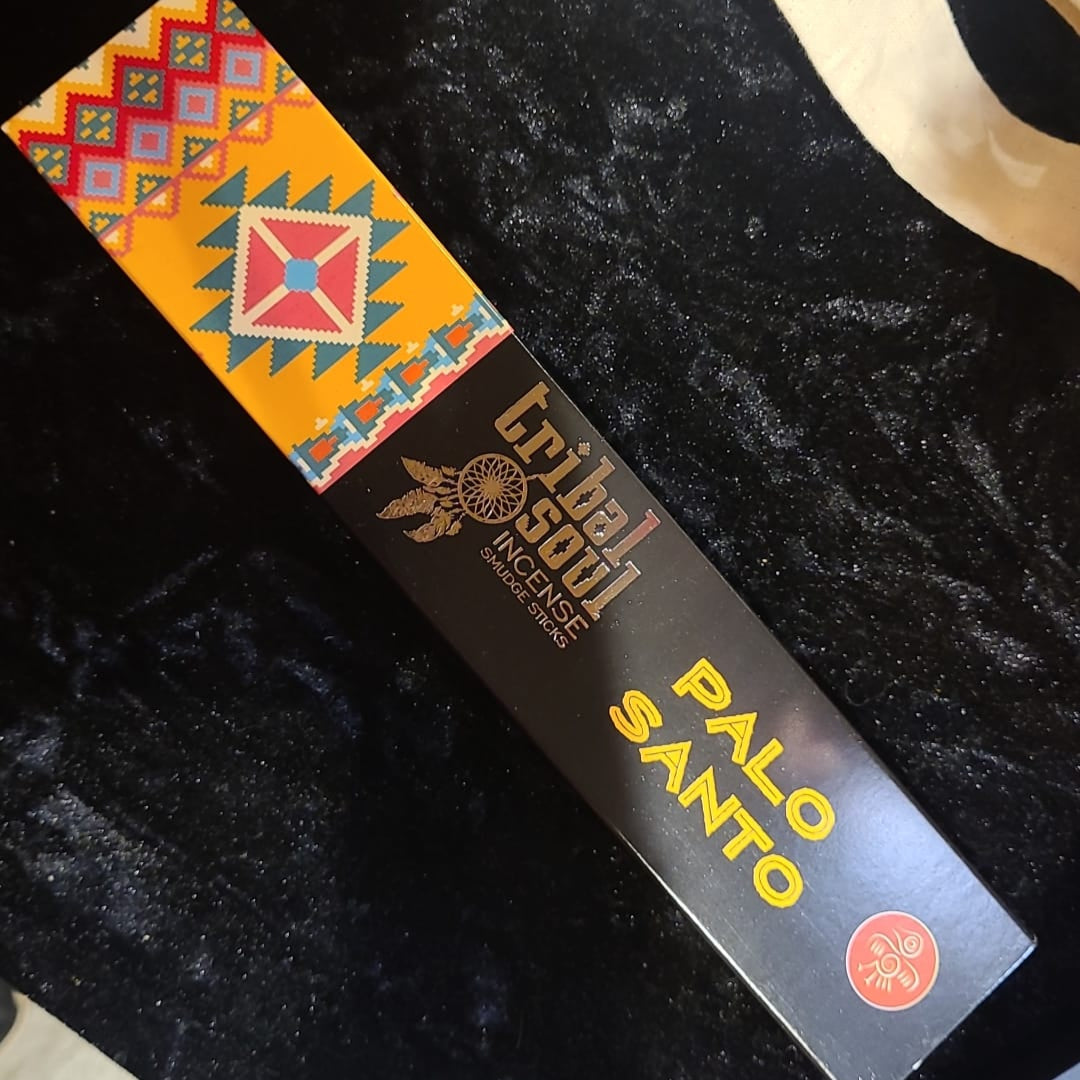 tribal
soul
INCENSE
SMUDGE STICKS
PALO
SANTO